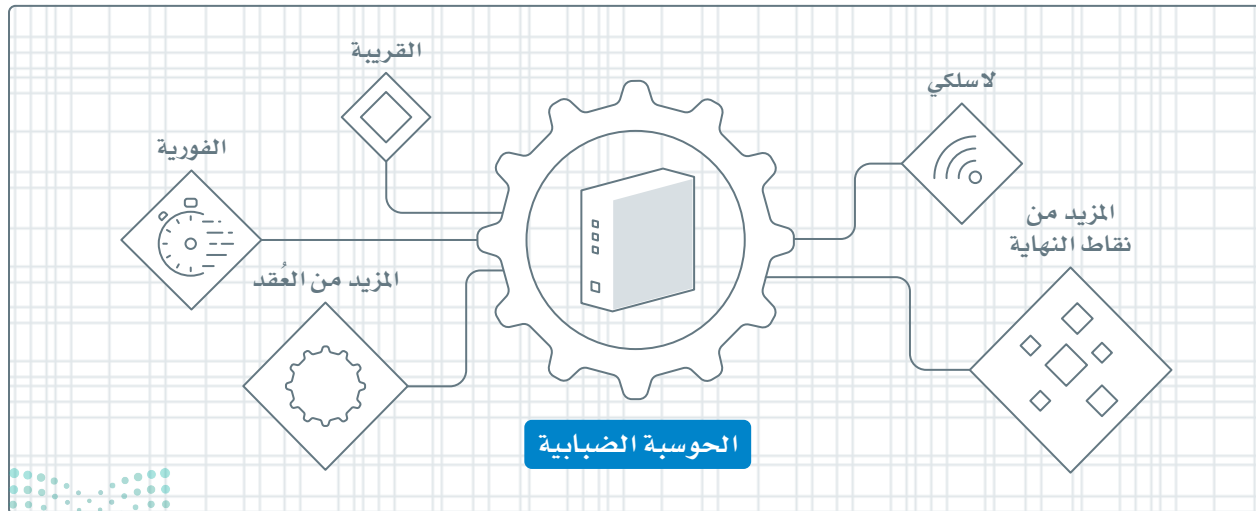 القريبة
لاسلكي
الفورية
المزيد من
نقاط النهاية
المزيد من العُقد
الحوسبة الضبابية